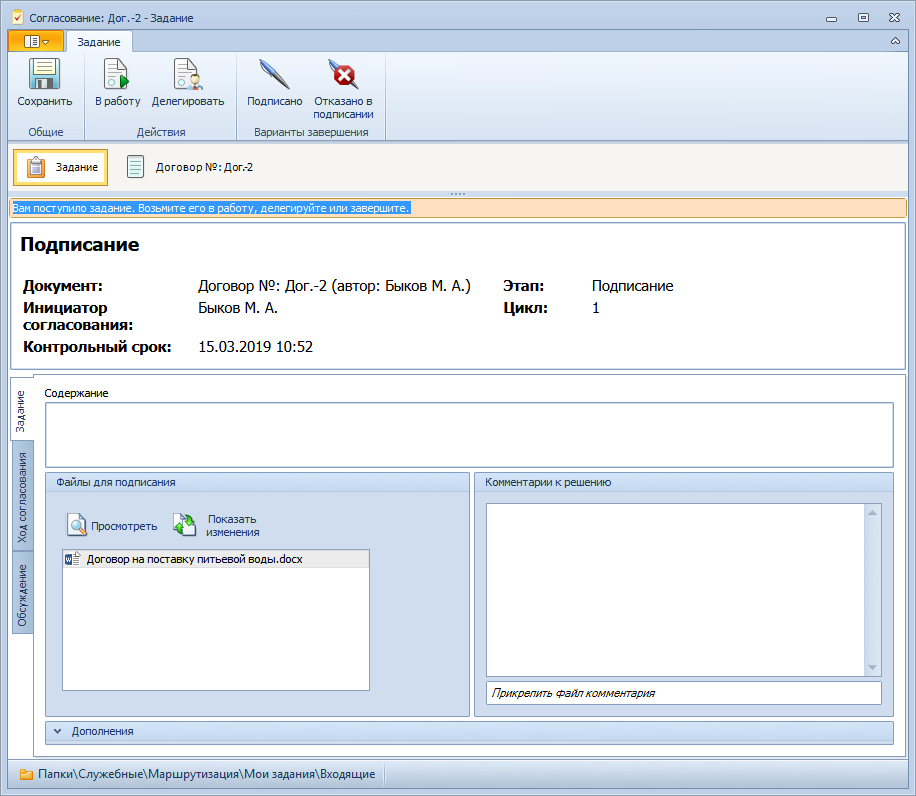 Согласование: Дог.-2 - Задание
Задание
Сохранить
В работу
Делегировать
Подписано
Отказано в
подписании
Общие
Действия
Варианты завершения
Задание
Договор №: Дог.-2
Вам поступило задание. Возьмите его в работу, делегируйте или завершите.
Подписание
Документ: Договор №: Дог.-2 (автор: Быков М. А.) Этап: Подписание
Инициатор
согласования: Быков М. А. Цикл: 1
Контрольный срок: 15.03.2019 10:52
Задание
Ход согласования
Обсуждение
Содержание
Файлы для подписания
Просмотреть
Показать
изменения
Договор на поставку питьевой воды.docx
Комментарии к решению
Прикрепить файл комментария
Дополнения
Папки\Служебные\Маршрутизация\Мои задания\Входящие